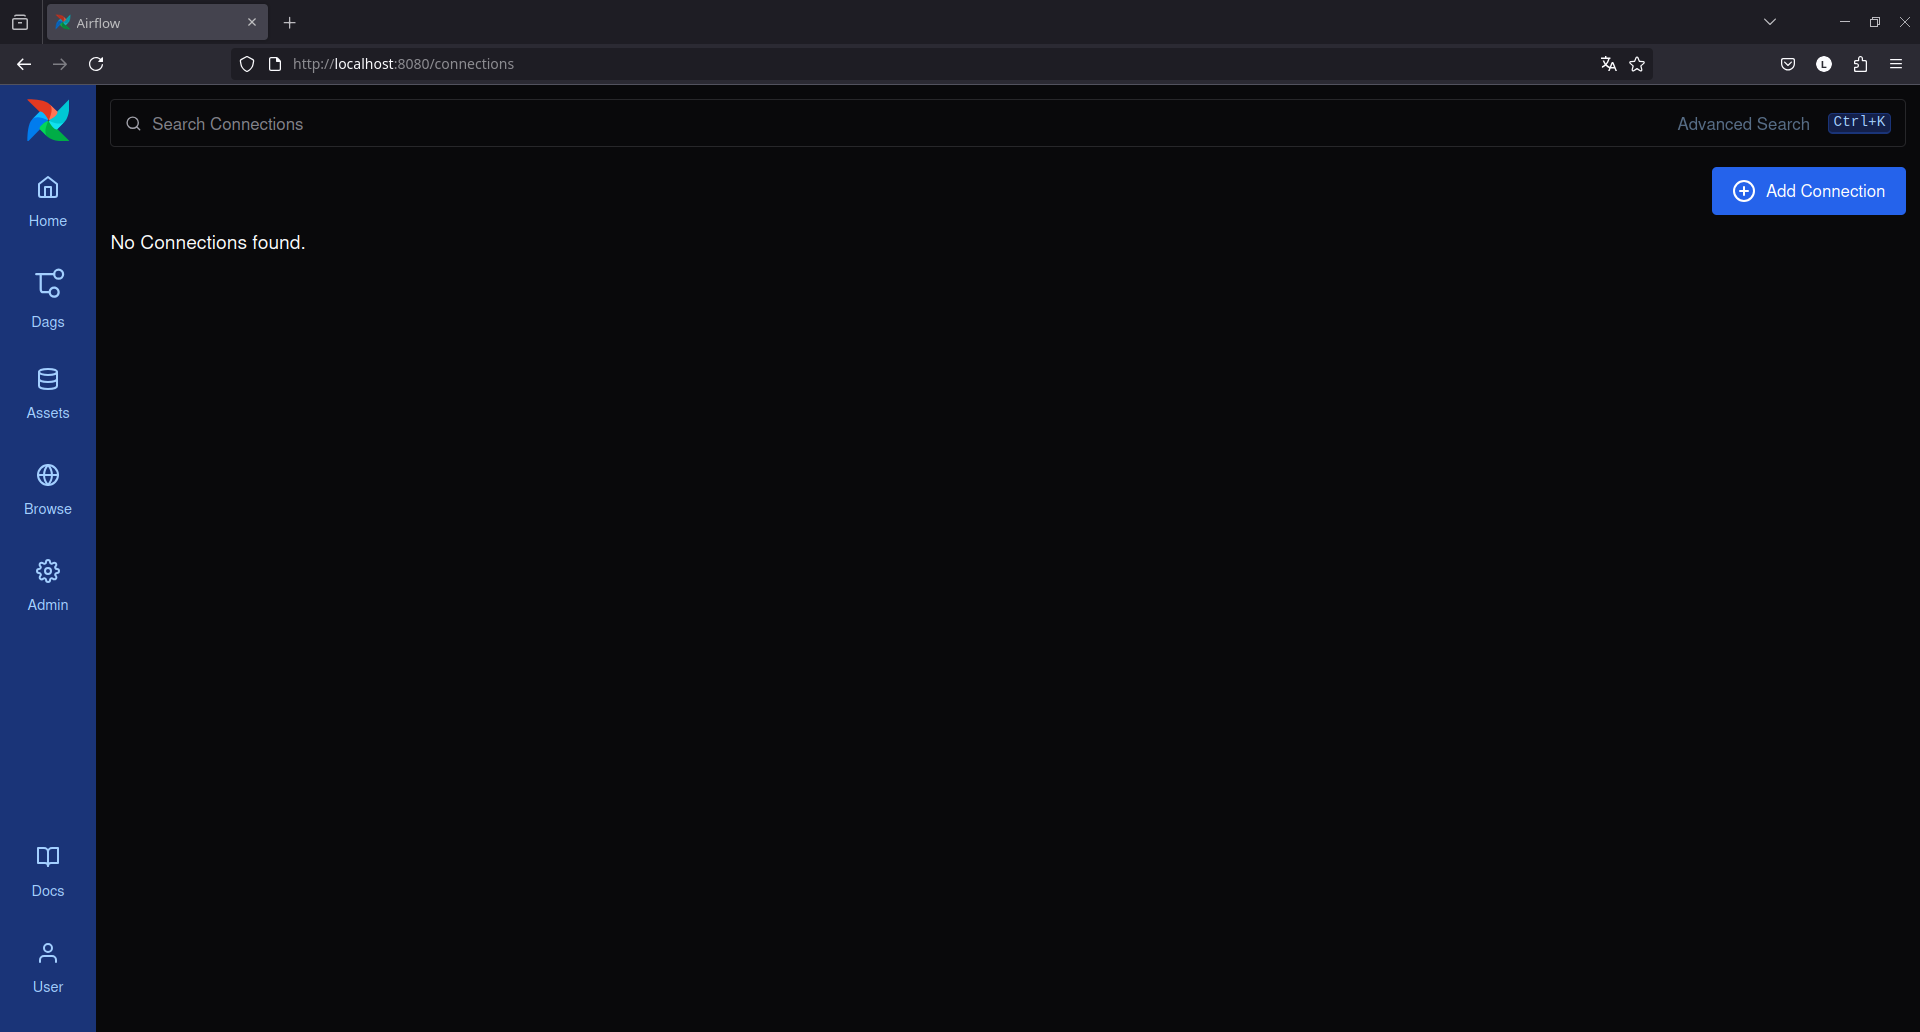 Airflow
http://localhost:8080/connections
L
Search Connections
Advanced Search Ctrl+K
Add Connection
No Connections found.
Home
Dags
Assets
Browse
Admin
Docs
User